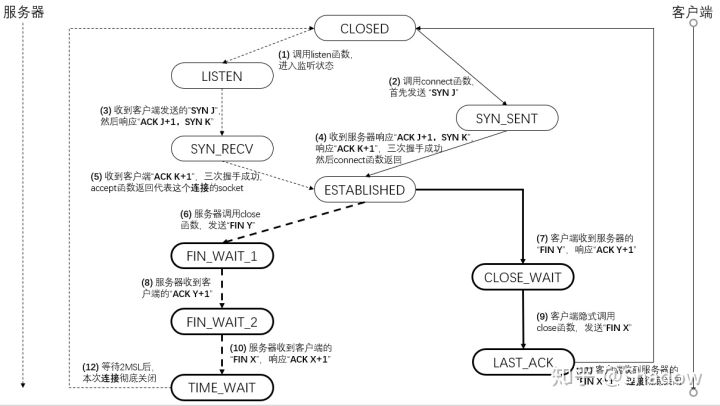 服务器
客户端
CLOSED
(1) 调用listen函数,
进入监听状态
LISTEN
(2) 调用connect函数,
首先发送 “SYN J”
(3) 收到客户端发送的“SYN J”,
然后响应“ACK J+1，SYN K”
SYN_SENT
(4) 收到服务器响应“ACK J+1, SYN K”,
响应“ACK K+1”、三次握手成功,
然后connect函数返回
SYN_RECV
(5) 收到客户端“ACK K+1”、三次握手成功,
accept函数返回代表这个连接的socket
ESTABLISHED
(6) 服务器调用close
函数、发送“FIN Y”
(7) 客户端收到服务器的
“FIN Y”、响应“ACK Y+1”
FIN_WAIT_1
CLOSE_WAIT
(8) 服务器收到客
户端的“ACK Y+1”
(9) 客户端隐式调用
close函数、发送“FIN X”
FIN_WAIT_2
(10) 服务器收到客户端的
“FIN X”、响应“ACK X+1”
LAST_ACK
(12) 等待2MSL后,
本次连接彻底关闭
TIME_WAIT
客户端收到服务器的
知乎